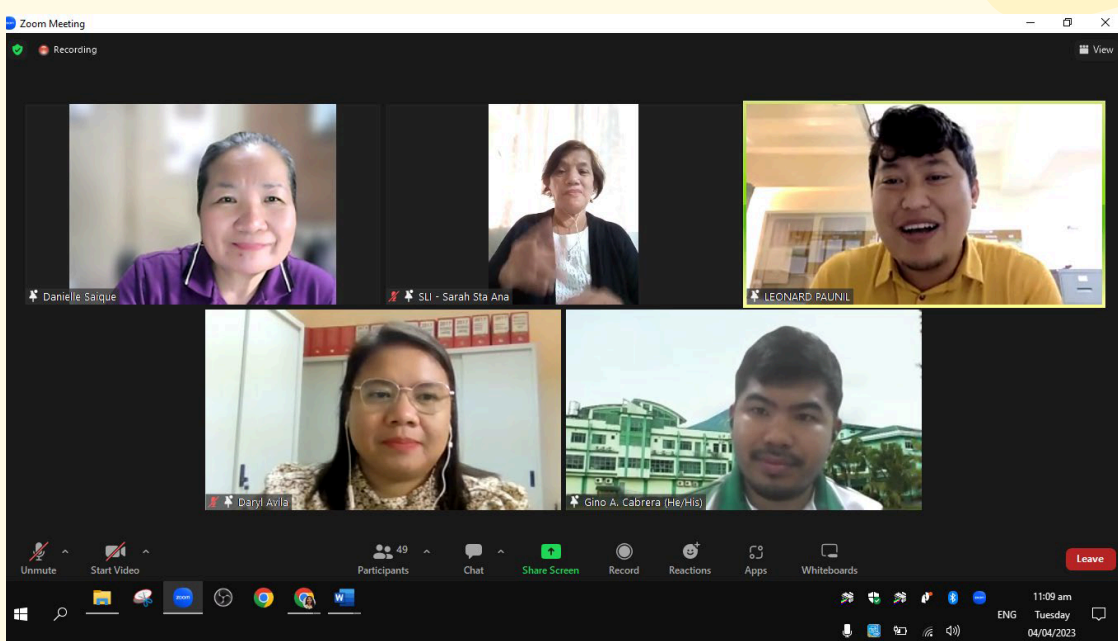 Zoom Meeting
Recording
View
Danielle Saique
SLI - Sarah Sta Ana
LEONARD PAUNIL
Daryl Avila
Gino A. Cabrera (He/His)
Unmute
Start Video
49
Participants
Chat
Share Screen
Record
Reactions
Apps
Whiteboards
Leave
zoom
W
11:09 am
ENG
Tuesday
04/04/2023